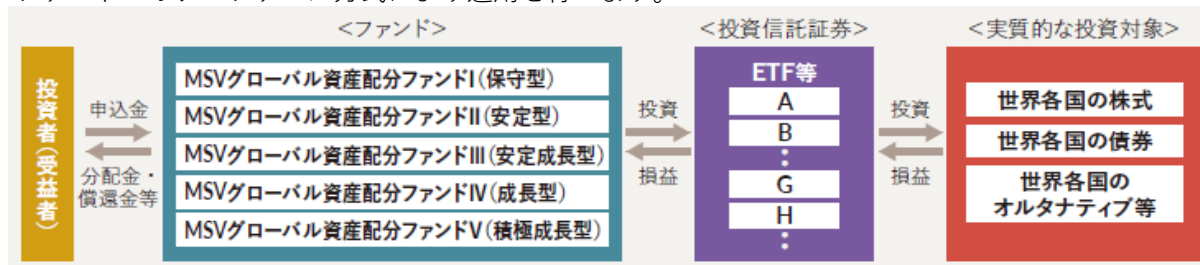 <ファンド>
<投資信託証券>
<実質的な投資対象>
投資者(受益者)
申込金
分配金・
償還金等
MSVグローバル資産配分ファンドI(保守型)
MSVグローバル資産配分ファンドII(安定型)
MSVグローバル資産配分ファンドIII(安定成長型)
MSVグローバル資産配分ファンドIV(成長型)
MSVグローバル資産配分ファンドV(積極成長型)
投資
損益
ETF等
A
B
⋮
G
H
⋮
投資
損益
世界各国の株式
世界各国の債券
世界各国の
オルタナティブ等